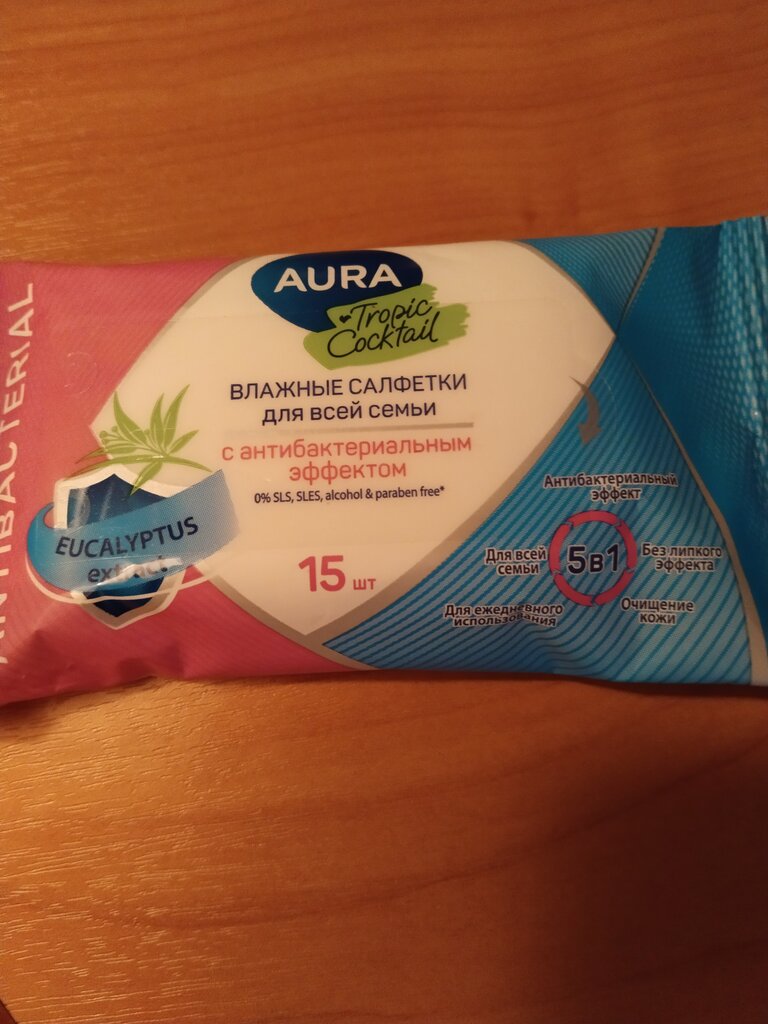 ANTIBACTERIAL
AURA
Tropic
Cocktail
ВЛАЖНЫЕ САЛФЕТКИ
для всей семьи
с антибактериальным
эффектом
0% SLS, SLES, alcohol & paraben free*
EUCALYPTUS
extract
15 шт
Антибактериальный
эффект
Для всей
семьи
5в1
Без липкого
эффекта
Для ежедневного
использования
Очищение
кожи